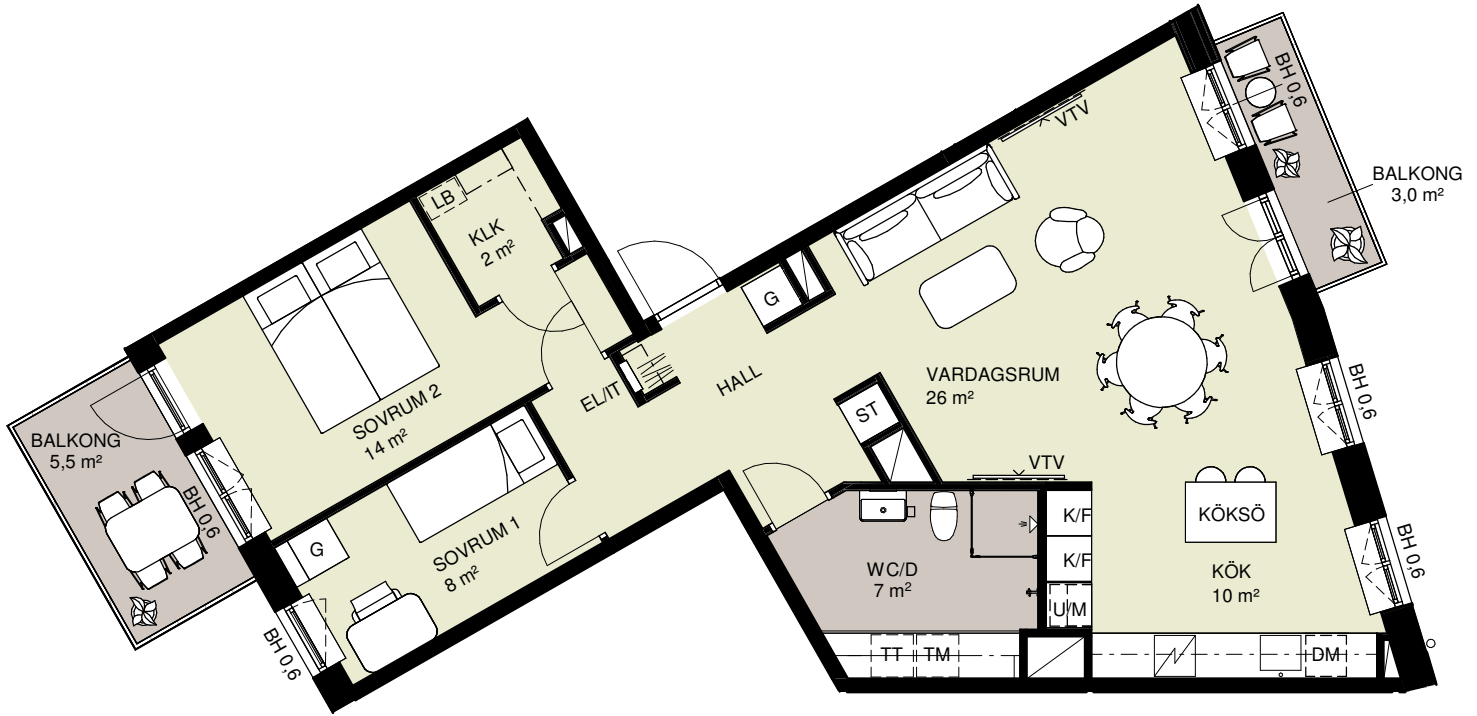 BH 0,6
VTV
BALKONG
3,0 m²
LB
KLK
2 m²
G
HALL
EL/IT
VARDAGSRUM
26 m²
BH 0,6
SOVRUM 2
14 m²
ST
BALKONG
5,5 m²
BH 0,6
VTV
K/F
K/F
U/M
KÖKSÖ
KÖK
10 m²
BH 0,6
G
SOVRUM 1
8 m²
WC/D
7 m²
BH 0,6
TT
TM
DM